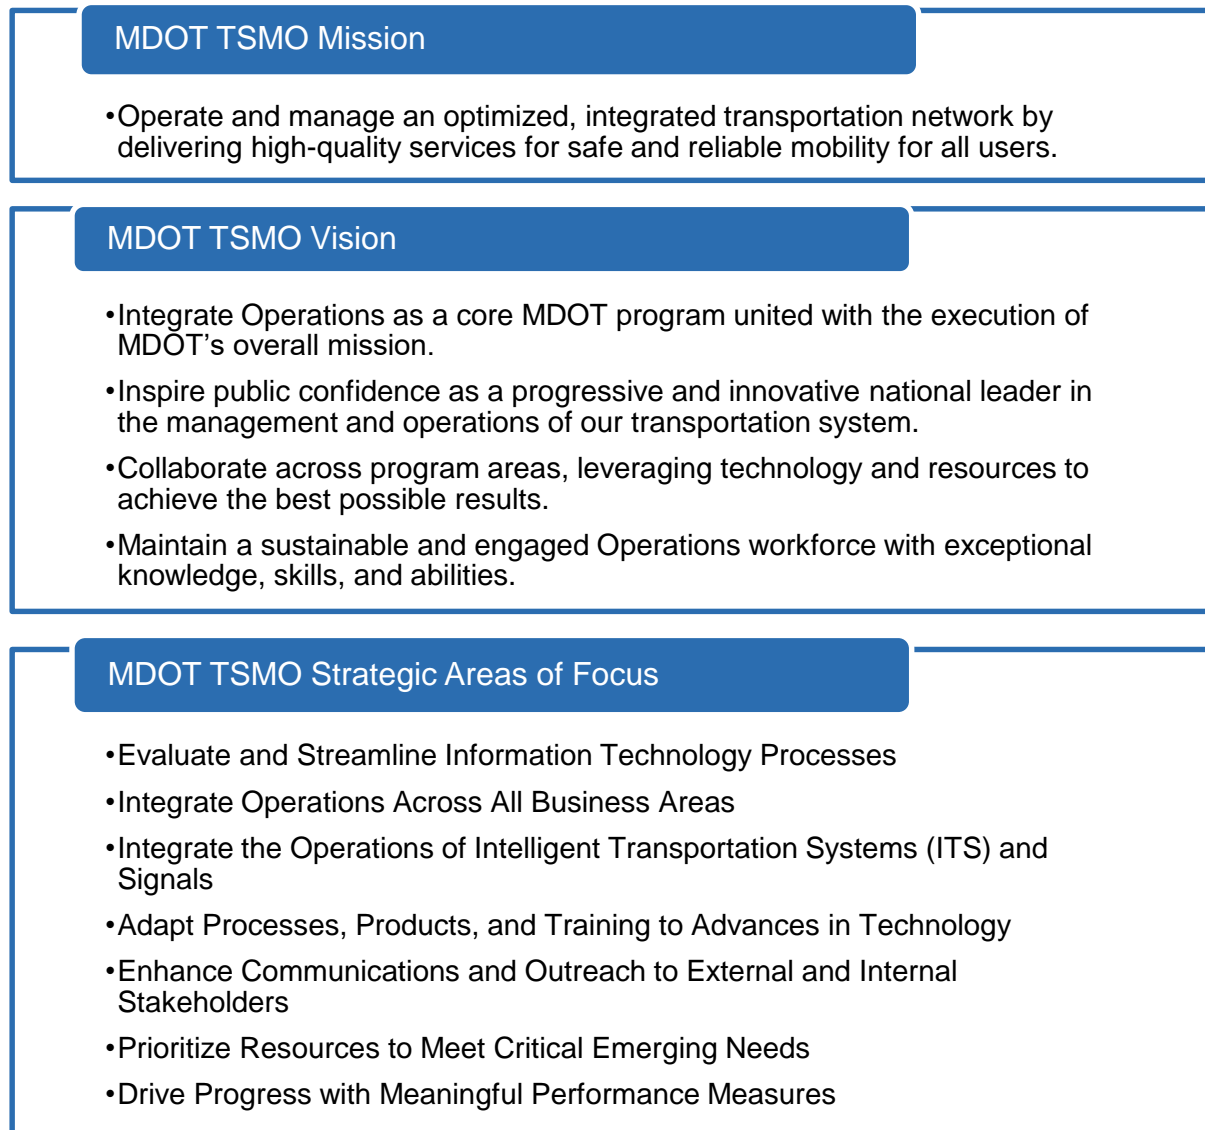 MDOT TSMO Mission
•Operate and manage an optimized, integrated transportation network by
delivering high-quality services for safe and reliable mobility for all users.
MDOT TSMO Vision
•Integrate Operations as a core MDOT program united with the execution of
MDOT’s overall mission.
•Inspire public confidence as a progressive and innovative national leader in
the management and operations of our transportation system.
•Collaborate across program areas, leveraging technology and resources to
achieve the best possible results.
•Maintain a sustainable and engaged Operations workforce with exceptional
knowledge, skills, and abilities.
MDOT TSMO Strategic Areas of Focus
•Evaluate and Streamline Information Technology Processes
•Integrate Operations Across All Business Areas
•Integrate the Operations of Intelligent Transportation Systems (ITS) and
Signals
•Adapt Processes, Products, and Training to Advances in Technology
•Enhance Communications and Outreach to External and Internal
Stakeholders
•Prioritize Resources to Meet Critical Emerging Needs
•Drive Progress with Meaningful Performance Measures